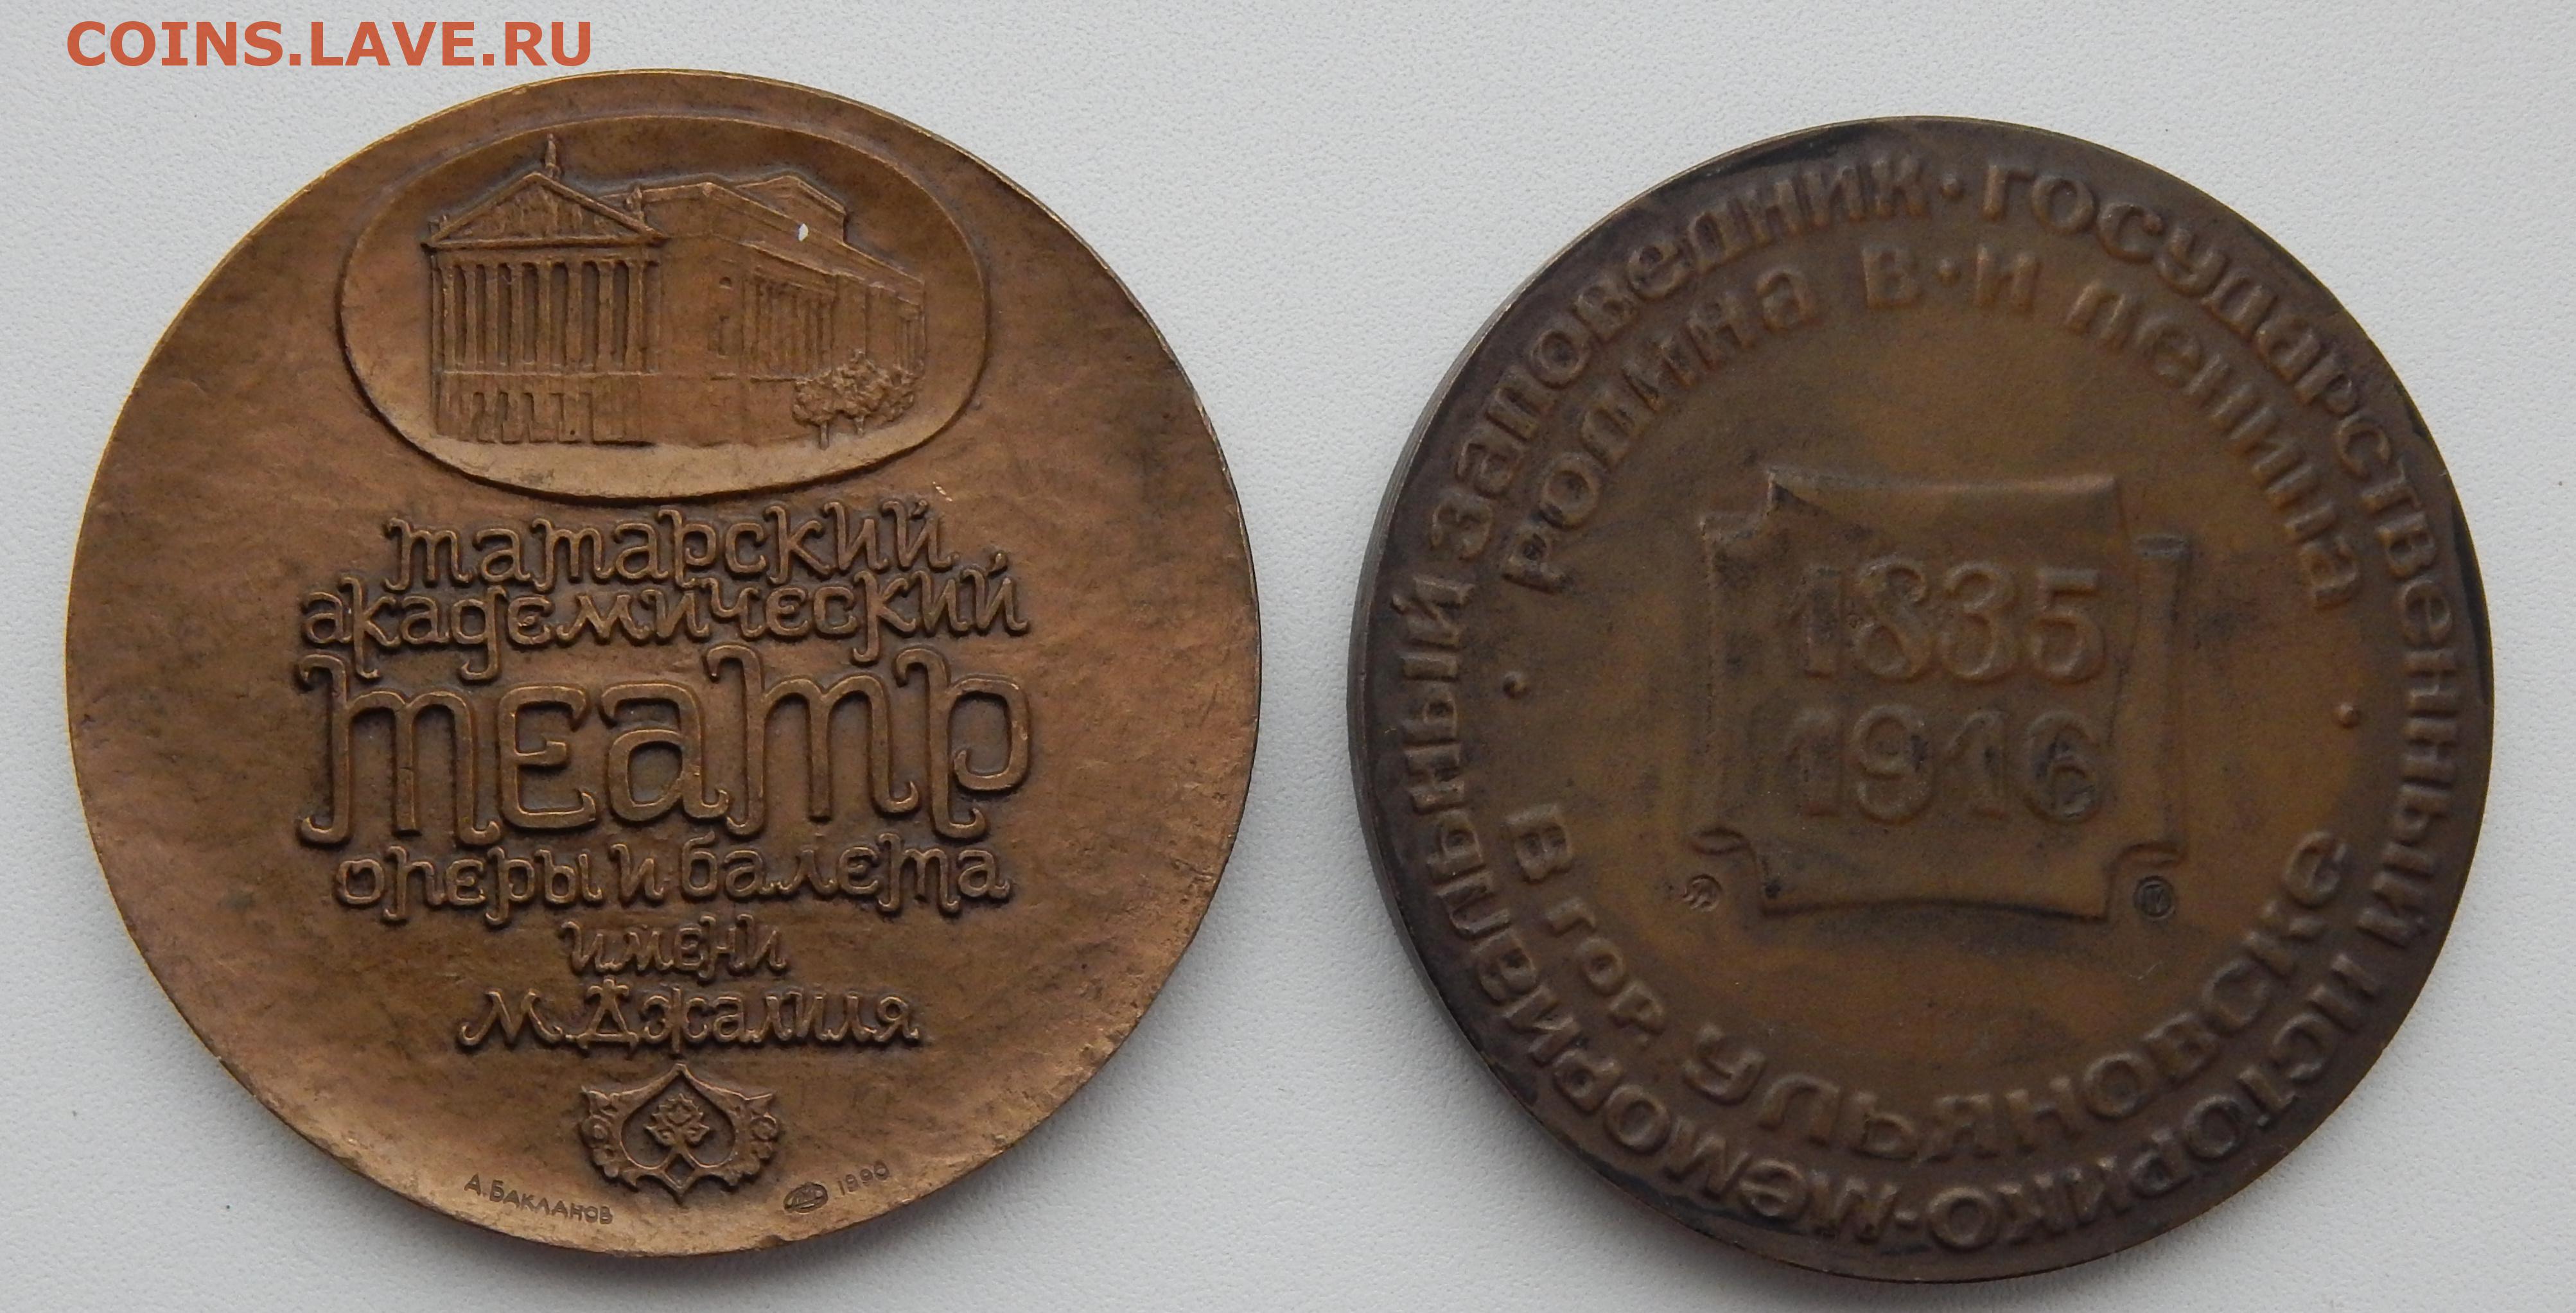 COINS.LAVE.RU
татарский
академический
театр
оперы и балета
имени
М. Джалиля
А. БАКЛАНОВ
1990
ГОСУДАРСТВЕННЫЙ ИСТОРИКО-МЕМОРИАЛЬНЫЙ ЗАПОВЕДНИК •
• РОДИНА В•И ЛЕНИНА •
1835
1916
В ГОР. УЛЬЯНОВСКЕ